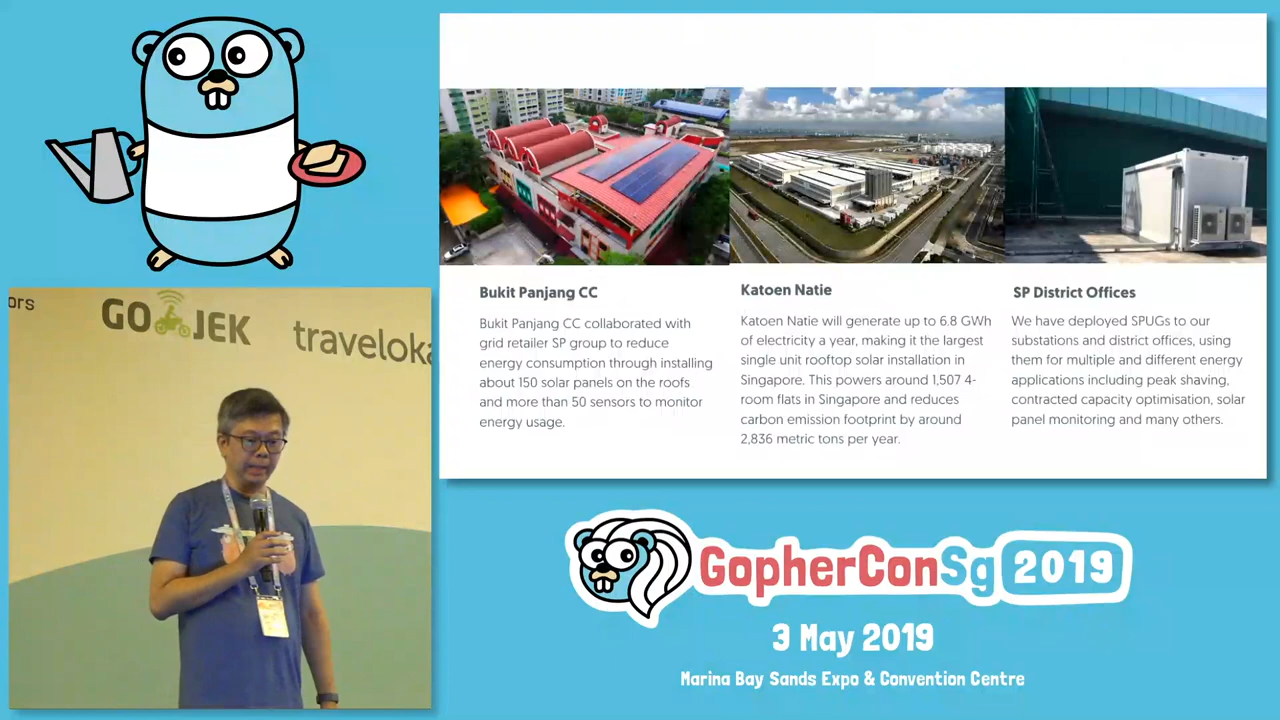 ors
GO JEK
traveloka
Bukit Panjang CC
Bukit Panjang CC collaborated with
grid retailer SP group to reduce
energy consumption through installing
about 150 solar panels on the roofs
and more than 50 sensors to monitor
energy usage.
Katoen Natie
Katoen Natie will generate up to 6.8 GWh
of electricity a year, making it the largest
single unit rooftop solar installation in
Singapore. This powers around 1,507 4-
room flats in Singapore and reduces
carbon emission footprint by around
2,836 metric tons per year.
SP District Offices
We have deployed SPUGs to our
substations and district offices, using
them for multiple and different energy
applications including peak shaving,
contracted capacity optimisation, solar
panel monitoring and many others.
GopherConSg 2019
3 May 2019
Marina Bay Sands Expo & Convention Centre